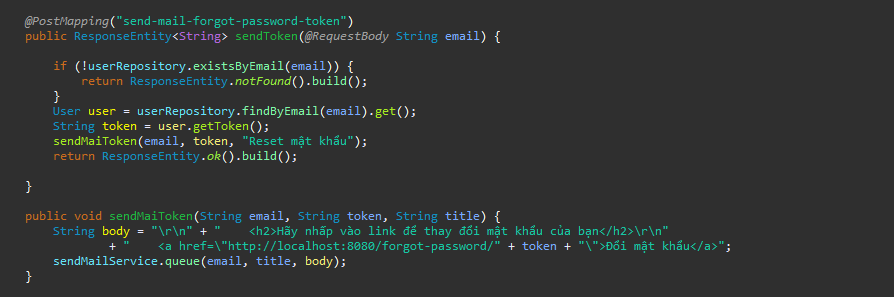 @PostMapping("send-mail-forgot-password-token")
public ResponseEntity<String> sendToken(@RequestBody String email) {
if (!userRepository.existsByEmail(email)) {
return ResponseEntity.notFound().build();
}
User user = userRepository.findByEmail(email).get();
String token = user.getToken();
sendMaiToken(email, token, "Reset mật khẩu");
return ResponseEntity.ok().build();
}
public void sendMaiToken(String email, String token, String title) {
String body = "\r\n" + "    <h2>Hãy nhấp vào link để thay đổi mật khẩu của bạn</h2>\r\n"
+ "    <a href=\"http://localhost:8080/forgot-password/" + token + "\">Đổi mật khẩu</a>";
sendMailService.queue(email, title, body);
}